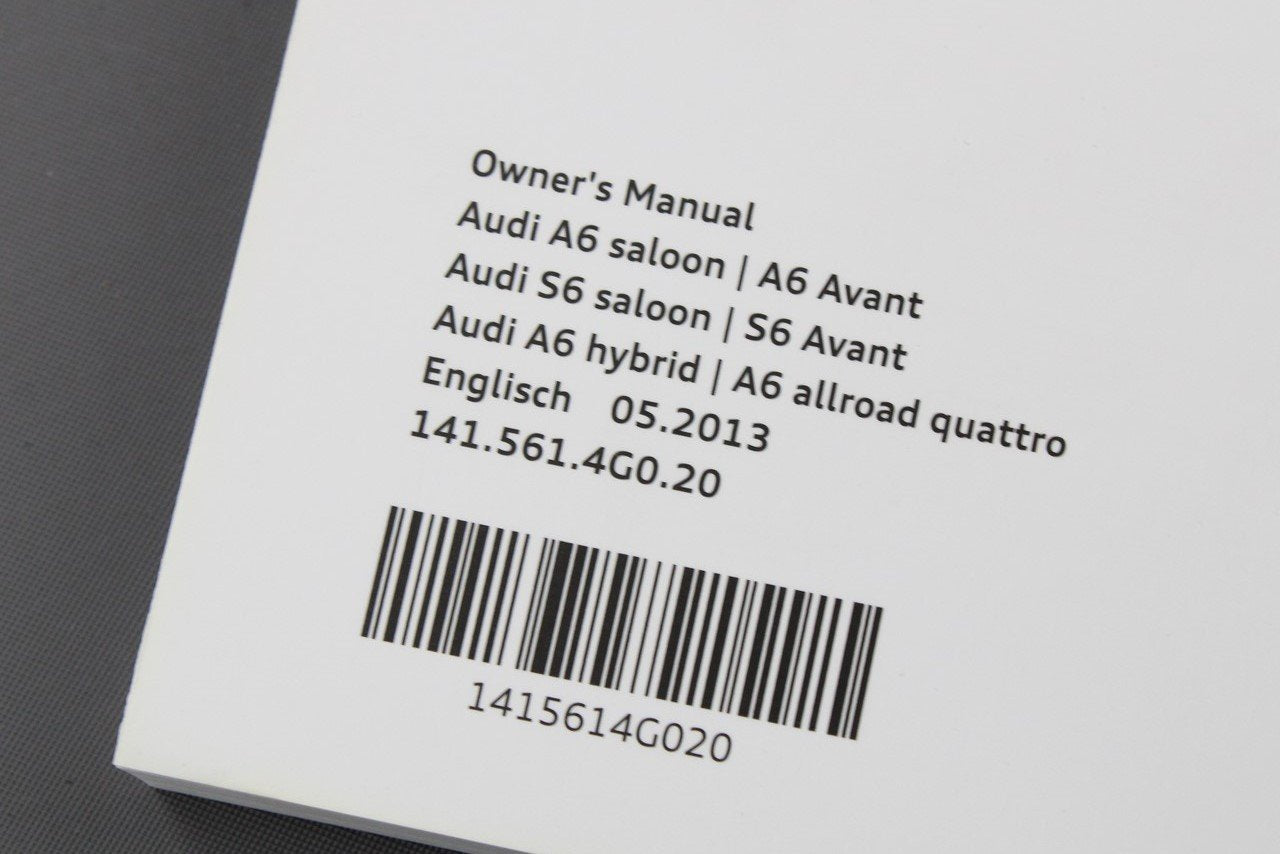 Owner's Manual
Audi A6 saloon | A6 Avant
Audi S6 saloon | S6 Avant
Audi A6 hybrid | A6 allroad quattro
Englisch 05.2013
141.561.4G0.20
1415614G020